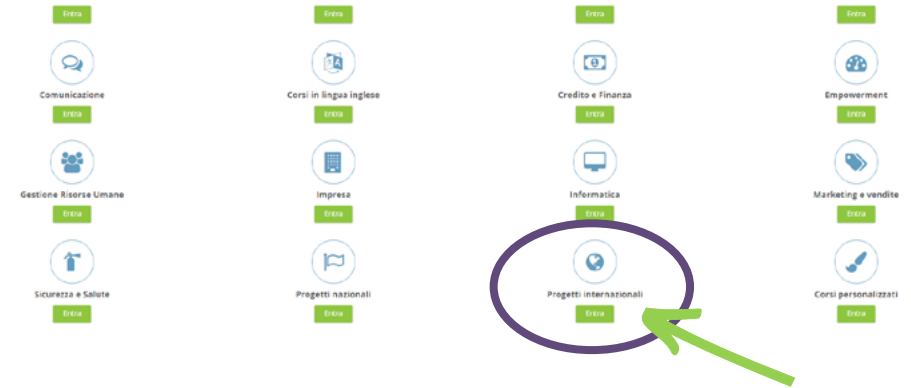 Entra Entra Entra Entra
Comunicazione Corsi in lingua inglese Credito e Finanza Empowerment
Entra Entra Entra Entra
Gestione Risorse Umane Impresa Informatica Marketing e vendite
Entra Entra Entra Entra
Sicurezza e Salute Progetti nazionali Progetti internazionali Corsi personalizzati
Entra Entra Entra Entra